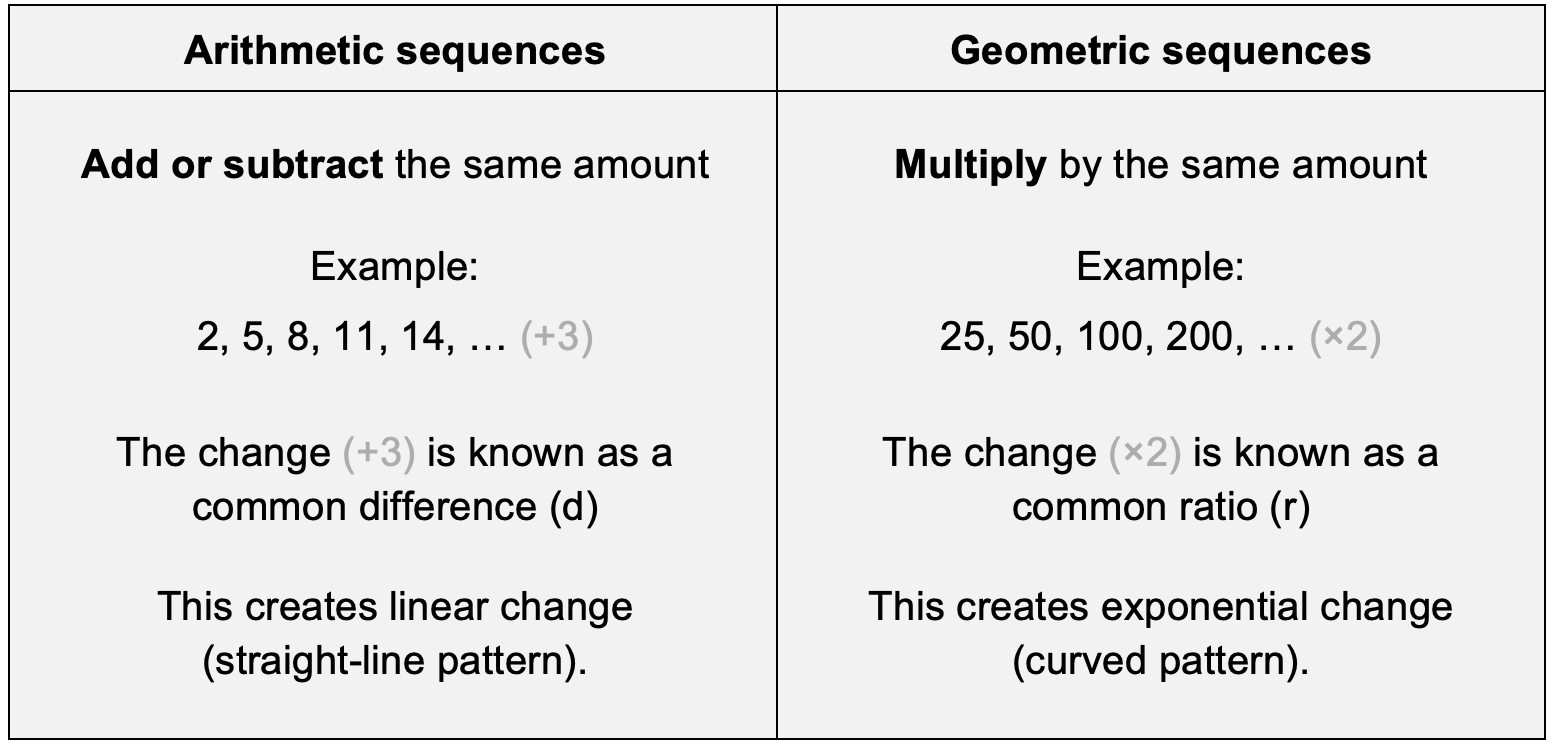 Arithmetic sequences
Add or subtract the same amount
Example:
2, 5, 8, 11, 14, … (+3)
The change (+3) is known as a
common difference (d)
This creates linear change
(straight-line pattern).
Geometric sequences
Multiply by the same amount
Example:
25, 50, 100, 200, … (×2)
The change (×2) is known as a
common ratio (r)
This creates exponential change
(curved pattern).